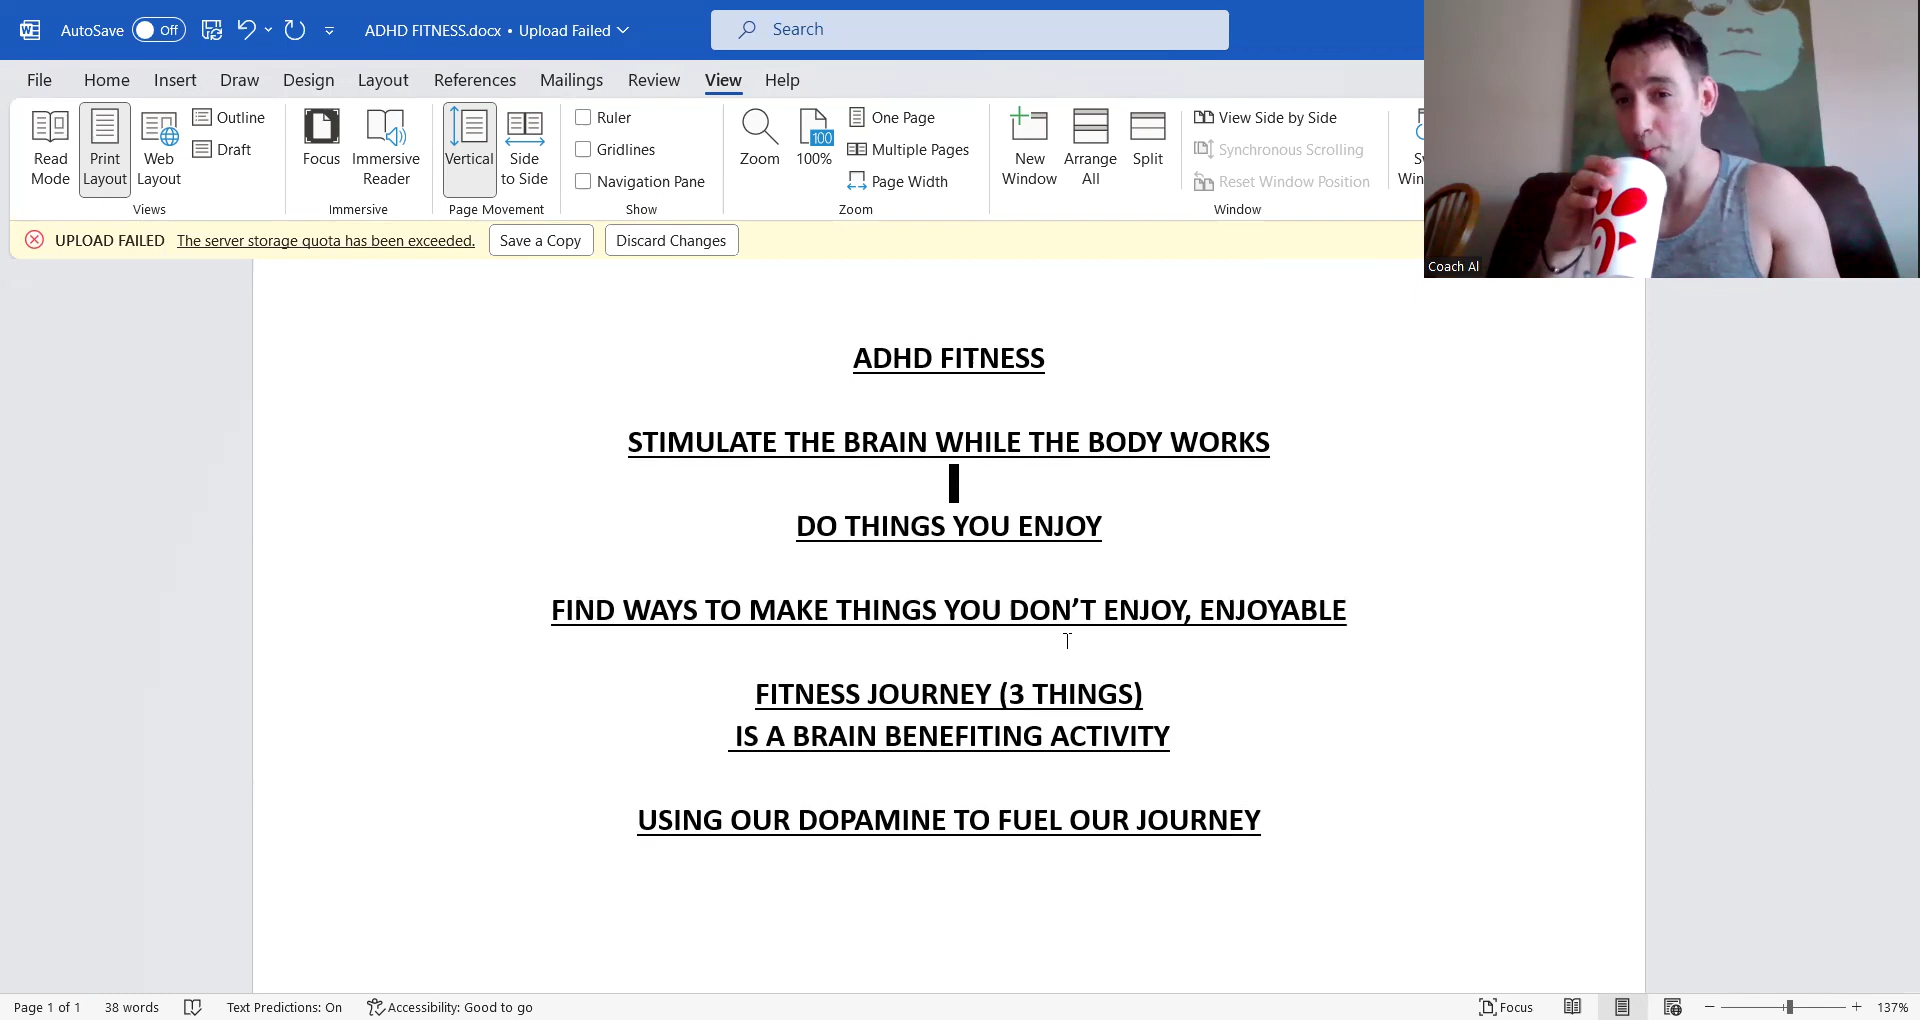 AutoSave Off ADHD FITNESS.docx • Upload Failed Search
File Home Insert Draw Design Layout References Mailings Review View Help
Read Mode
Print Layout
Web Layout
Outline
Draft
Views
Focus
Immersive Reader
Immersive
Vertical
Side to Side
Page Movement
Ruler
Gridlines
Navigation Pane
Show
Zoom
100
100%
One Page
Multiple Pages
Page Width
Zoom
New Window
Arrange All
Split
View Side by Side
Synchronous Scrolling
Reset Window Position
Window
UPLOAD FAILED The server storage quota has been exceeded. Save a Copy Discard Changes
Coach Al
ADHD FITNESS
STIMULATE THE BRAIN WHILE THE BODY WORKS
DO THINGS YOU ENJOY
FIND WAYS TO MAKE THINGS YOU DON’T ENJOY, ENJOYABLE
FITNESS JOURNEY (3 THINGS)
IS A BRAIN BENEFITING ACTIVITY
USING OUR DOPAMINE TO FUEL OUR JOURNEY
Page 1 of 1 38 words Text Predictions: On Accessibility: Good to go Focus 137%